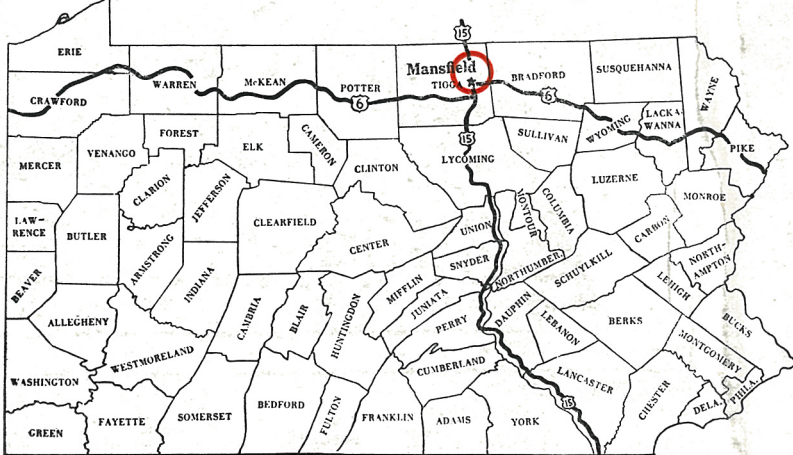 15
ERIE
Mansfield
WARREN
McKEAN
POTTER
TIOGA
BRADFORD
SUSQUEHANNA
WAYNE
CRAWFORD
6
6
WYOMING
LACKA-
WANNA
PIKE
FOREST
ELK
CAMERON
15
SULLIVAN
MERCER
VENANGO
CLINTON
LYCOMING
LUZERNE
CLARION
JEFFERSON
MONROE
LAW-
RENCE
BUTLER
CLEARFIELD
CENTER
UNION
MONTOUR
COLUMBIA
CARBON
NORTH-
AMPTON
ARMSTRONG
INDIANA
SNYDER
NORTHUMBER.
SCHUYLKILL
BEAVER
MIFFLIN
JUNIATA
LEHIGH
ALLEGHENY
CAMBRIA
BLAIR
HUNTINGDON
PERRY
DAUPHIN
LEBANON
BERKS
BUCKS
WESTMORELAND
MONTGOMERY
WASHINGTON
CUMBERLAND
LANCASTER
CHESTER
DELA.
PHILA.
GREEN
FAYETTE
SOMERSET
BEDFORD
FULTON
FRANKLIN
ADAMS
YORK
15